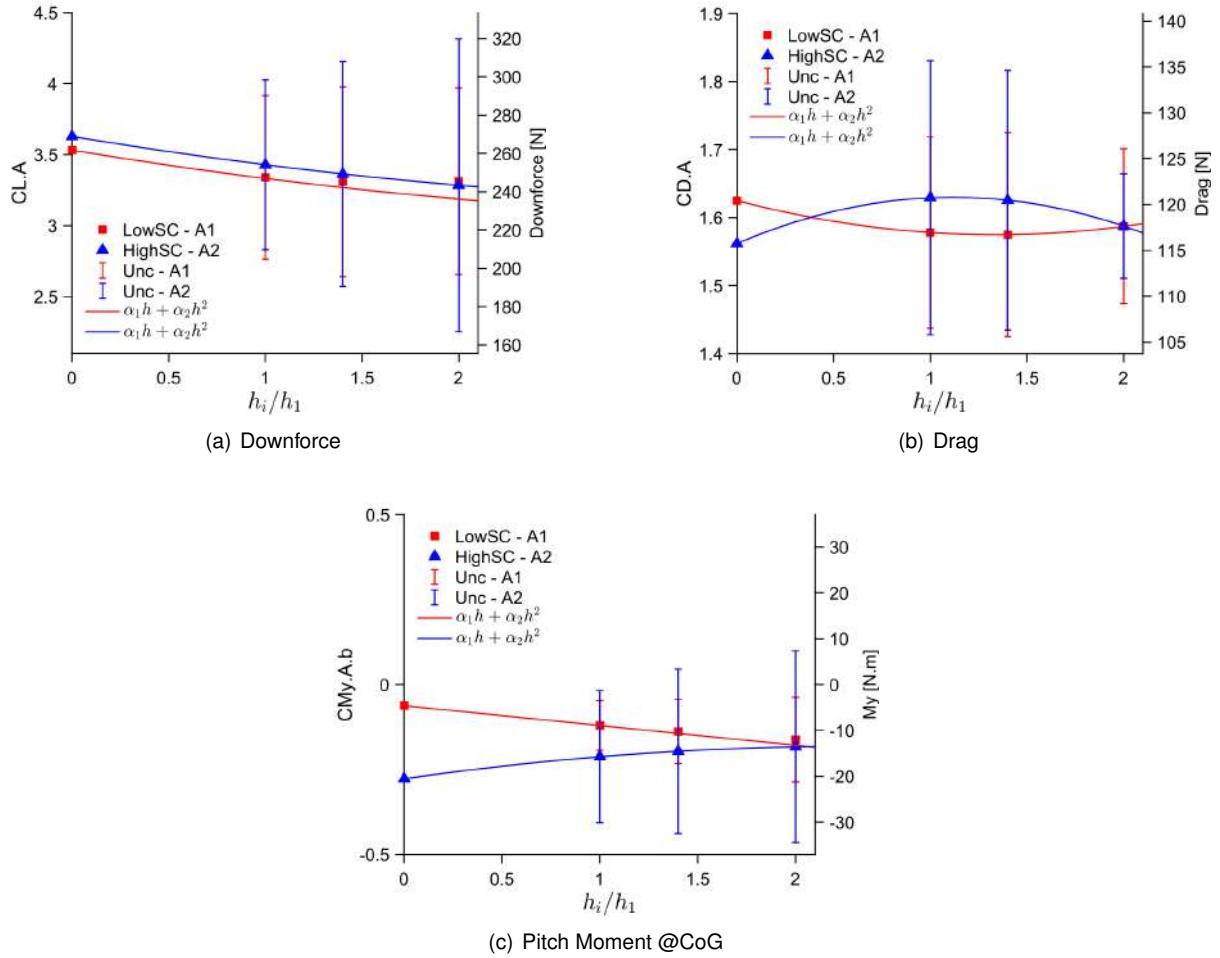 4.5
4
3.5
3
2.5
CL.A
LowSC - A1
HighSC - A2
Unc - A1
Unc - A2
α₁h + α₂h²
α₁h + α₂h²
320
300
280
260
240
220
200
180
160
Downforce [N]
0 0.5 1 1.5 2
hᵢ/h₁
(a) Downforce
1.9
1.8
1.7
1.6
1.5
1.4
CD.A
LowSC - A1
HighSC - A2
Unc - A1
Unc - A2
α₁h + α₂h²
α₁h + α₂h²
140
135
130
125
120
115
110
105
Drag [N]
0 0.5 1 1.5 2
hᵢ/h₁
(b) Drag
0.5
0
-0.5
CMy.A.b
LowSC - A1
HighSC - A2
Unc - A1
Unc - A2
α₁h + α₂h²
α₁h + α₂h²
30
20
10
0
-10
-20
-30
My [N.m]
0 0.5 1 1.5 2
hᵢ/h₁
(c) Pitch Moment @CoG